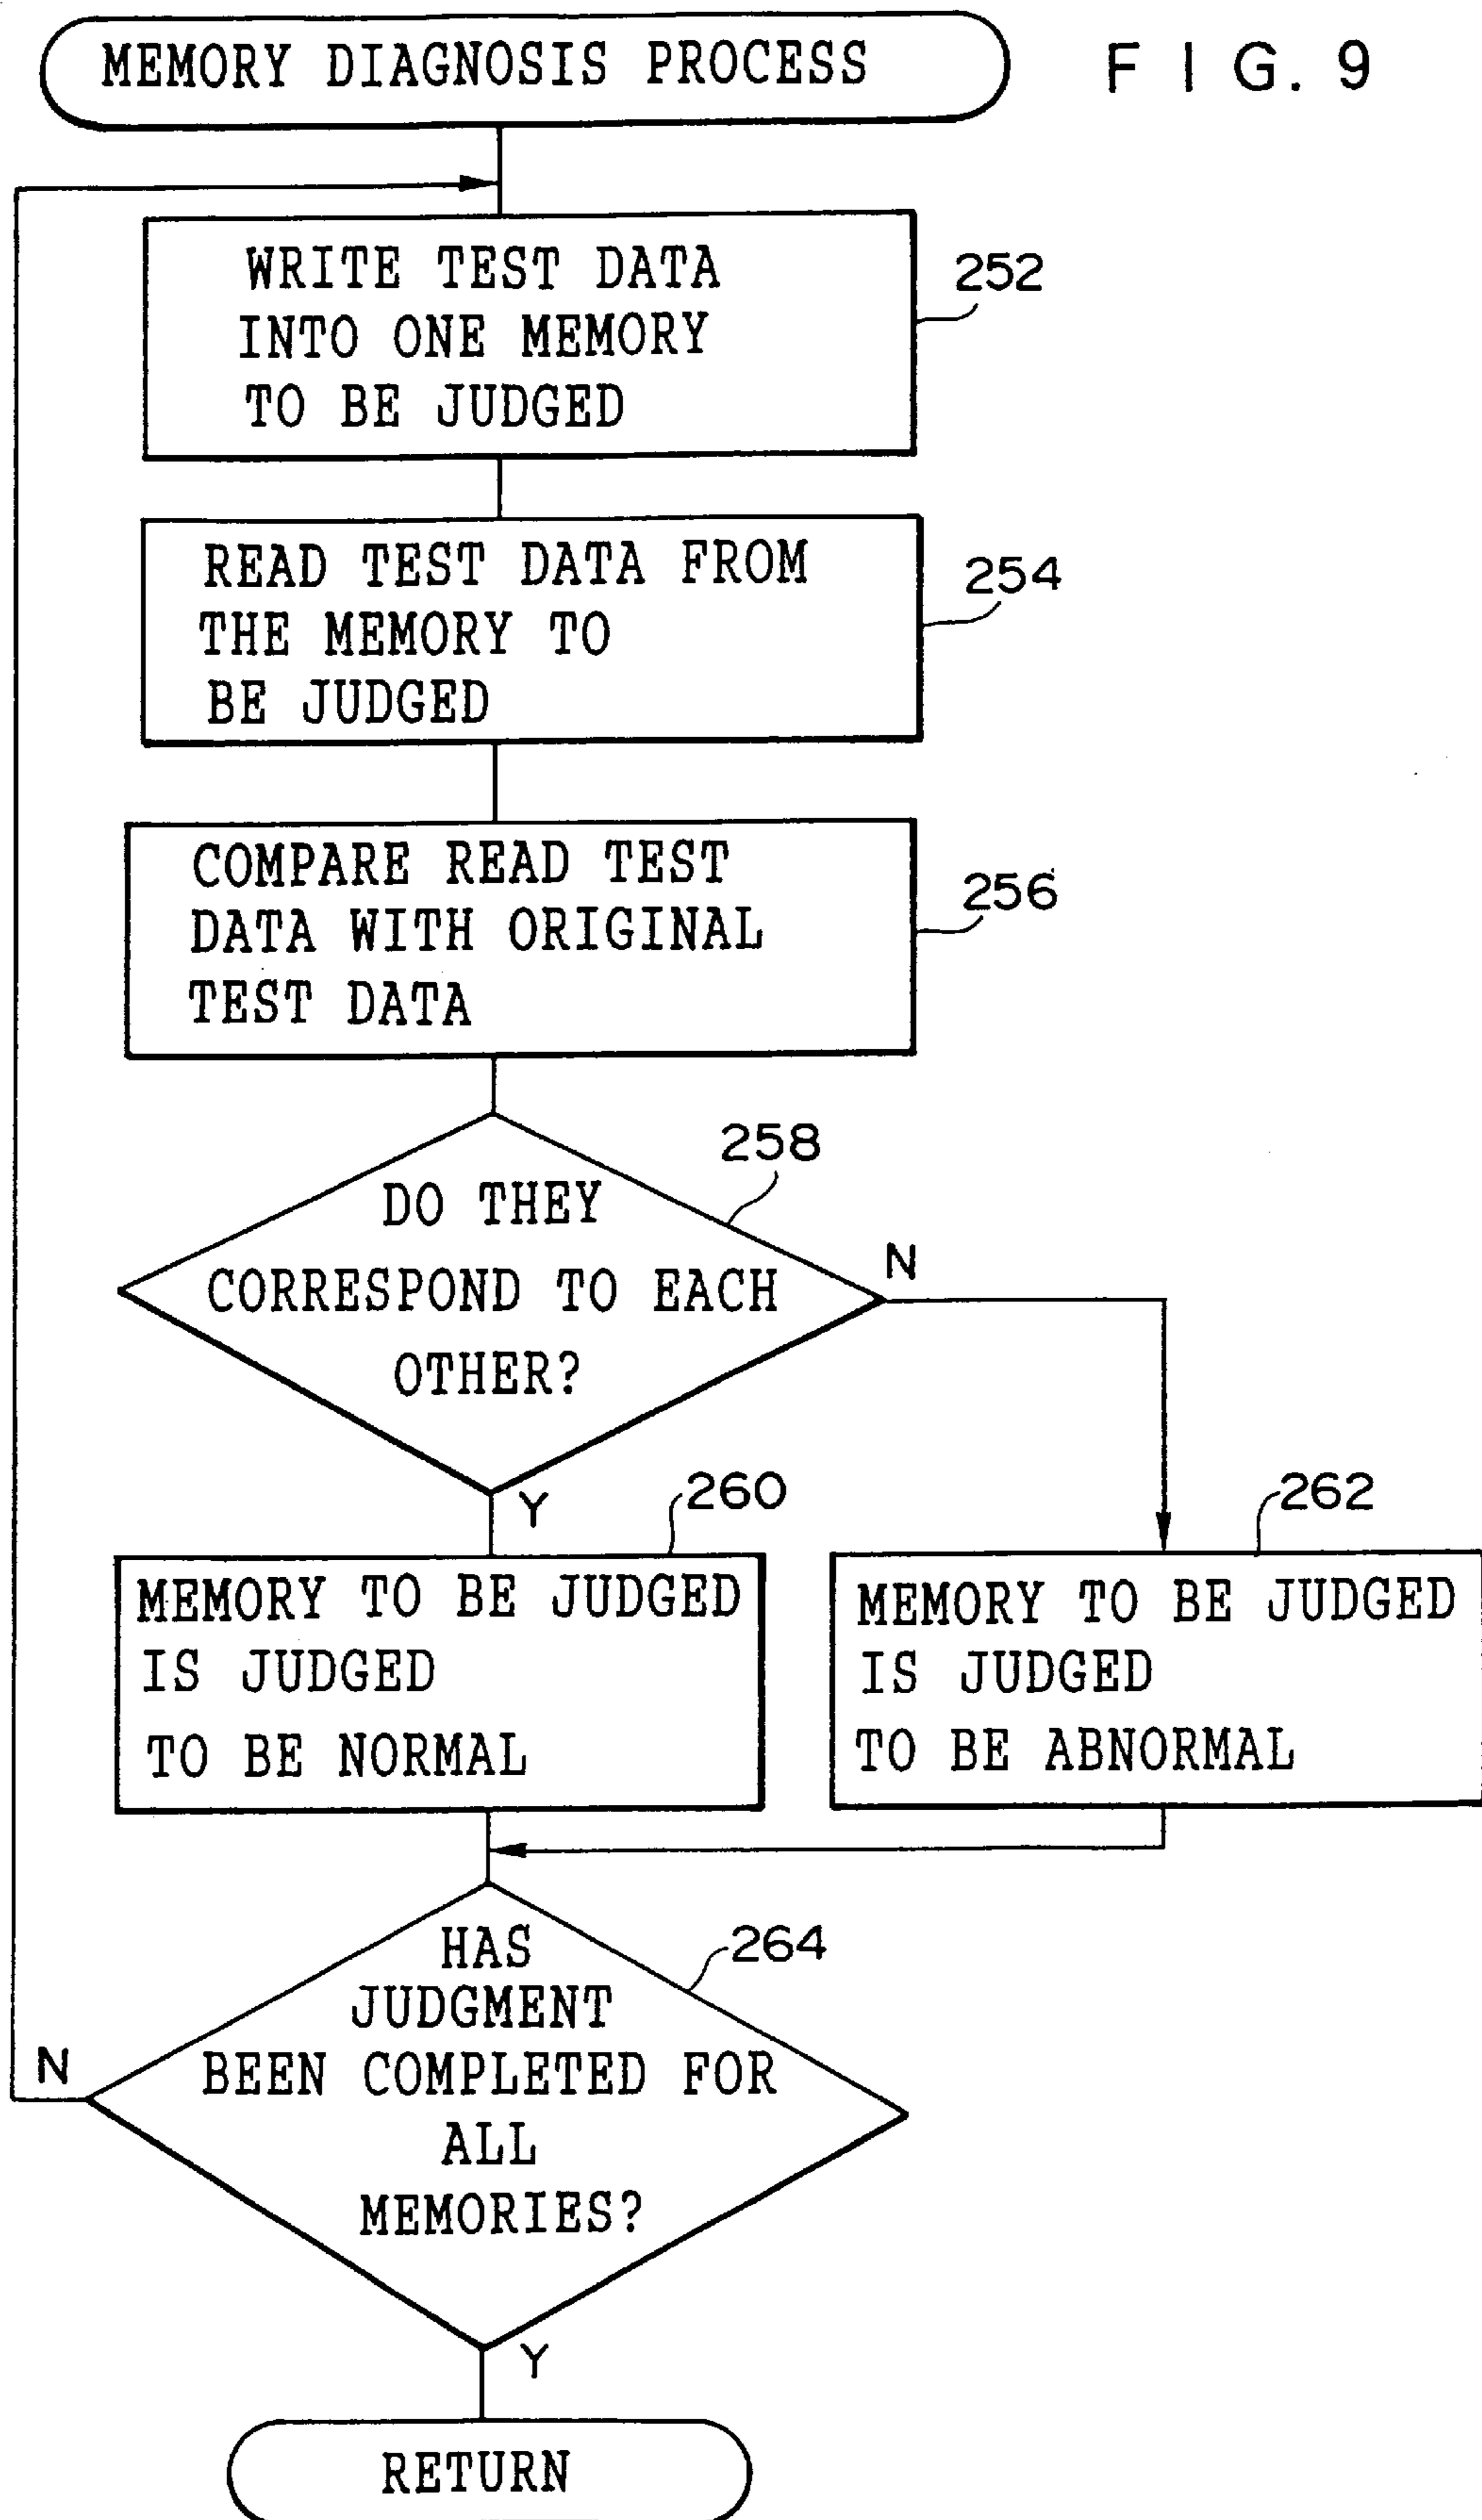 MEMORY DIAGNOSIS PROCESS
FIG. 9
WRITE TEST DATA
INTO ONE MEMORY
TO BE JUDGED
252
READ TEST DATA FROM
THE MEMORY TO
BE JUDGED
254
COMPARE READ TEST
DATA WITH ORIGINAL
TEST DATA
256
258
DO THEY
CORRESPOND TO EACH
OTHER?
N
Y
260
MEMORY TO BE JUDGED
IS JUDGED
TO BE NORMAL
262
MEMORY TO BE JUDGED
IS JUDGED
TO BE ABNORMAL
264
HAS
JUDGMENT
BEEN COMPLETED FOR
ALL
MEMORIES?
N
Y
RETURN